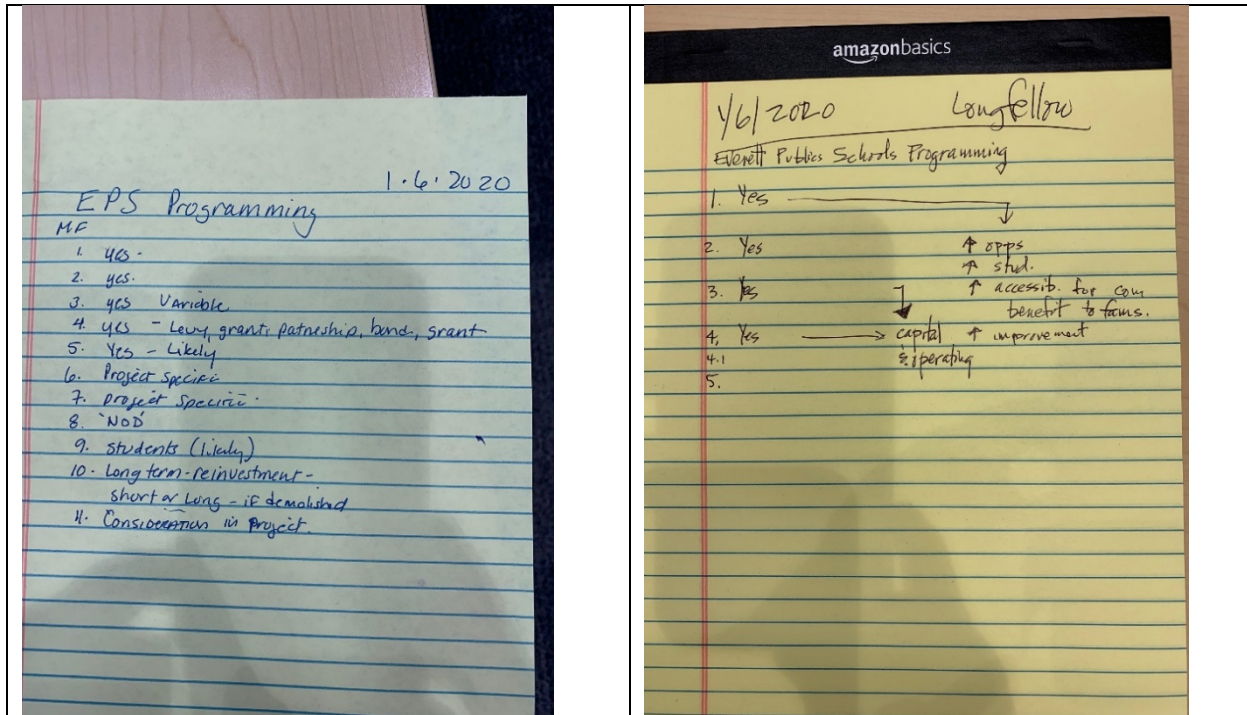 1.6.2020
EPS Programming
MF
1. yes.
2. yes.
3. yes Variable
4. yes - Levy, grants, patneship, bond, grant
5. Yes - Likely
6. Project specific
7. project specific.
8. 'NOD'
9. Students (likely)
10. Long term-reinvestment-
short or long - if demolished
11. Consideration in project.
amazonbasics
1/6/2020 Longfellow
Everett Publics Schools Programming
1. Yes
2. Yes ↑ opps
↑ stud.
3. Yes ↑ accessib. for com
benefit to fams.
4. Yes → capital ↑ improvement
4.1 & operating
5.